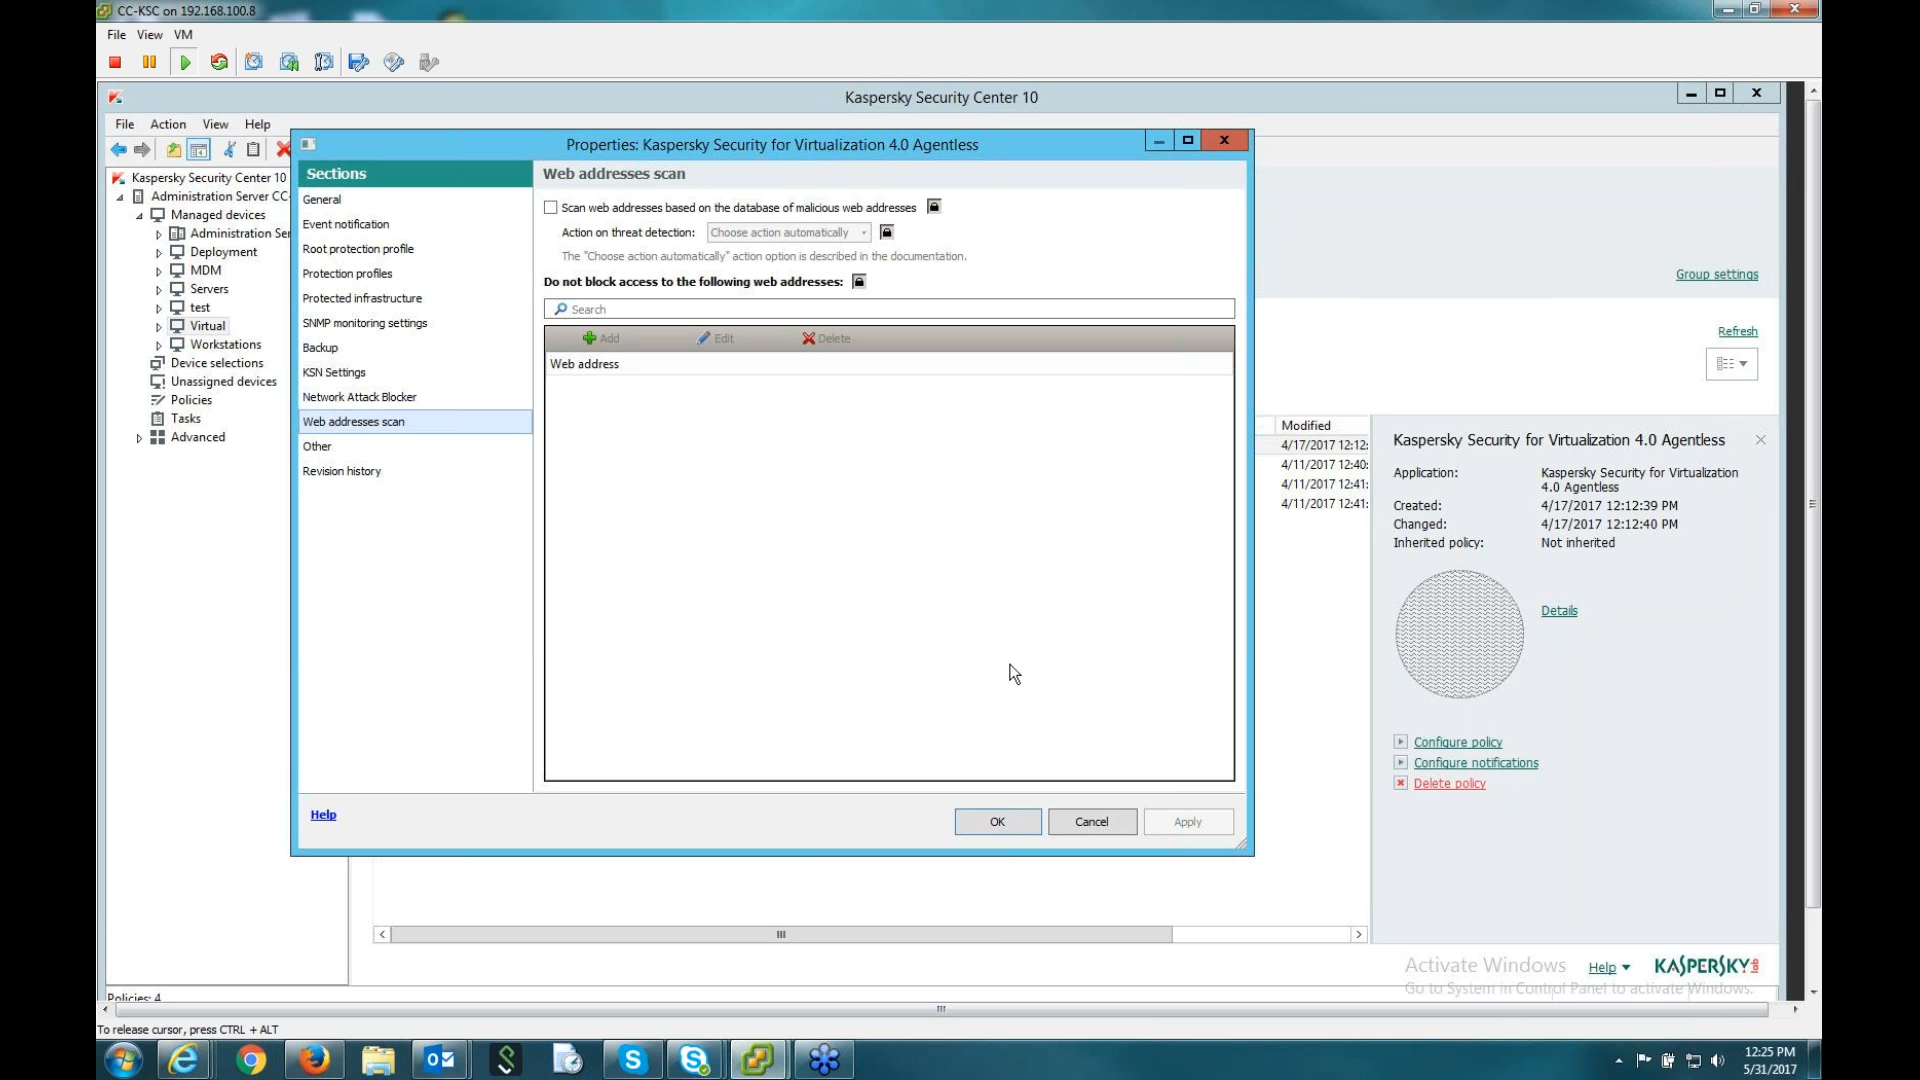 CC-KSC on 192.168.100.8
File View VM
Kaspersky Security Center 10
File Action View Help
Properties: Kaspersky Security for Virtualization 4.0 Agentless
Kaspersky Security Center 10
Administration Server CC-
Managed devices
Administration Ser
Deployment
MDM
Servers
test
Virtual
Workstations
Device selections
Unassigned devices
Policies
Tasks
Advanced
Sections
General
Event notification
Root protection profile
Protection profiles
Protected infrastructure
SNMP monitoring settings
Backup
KSN Settings
Network Attack Blocker
Web addresses scan
Other
Revision history
Web addresses scan
Scan web addresses based on the database of malicious web addresses
Action on threat detection: Choose action automatically
The "Choose action automatically" action option is described in the documentation.
Do not block access to the following web addresses:
Search
Add Edit Delete
Web address
Help
OK Cancel Apply
Group settings
Refresh
Modified
4/17/2017 12:12:
4/11/2017 12:40:
4/11/2017 12:41:
4/11/2017 12:41:
Kaspersky Security for Virtualization 4.0 Agentless
Application: Kaspersky Security for Virtualization
4.0 Agentless
Created: 4/17/2017 12:12:39 PM
Changed: 4/17/2017 12:12:40 PM
Inherited policy: Not inherited
Details
Configure policy
Configure notifications
Delete policy
Activate Windows
Go to System in Control Panel to activate Windows.
Help
KASPERSKY lab
Policies: 4
To release cursor, press CTRL + ALT
12:25 PM
5/31/2017